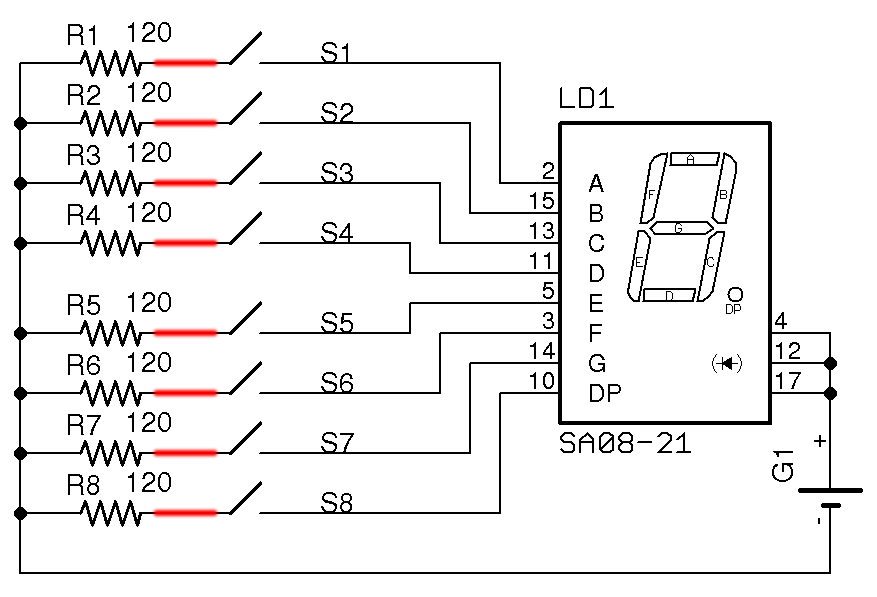 R1 120 S1
R2 120 S2
R3 120 S3
R4 120 S4
R5 120 S5
R6 120 S6
R7 120 S7
R8 120 S8
LD1
2 A
15 B
13 C
11 D
5 E
3 F
14 G
10 DP
A
F B
G
E C
D
DP
4
12
17
SA08-21
G1
+
-